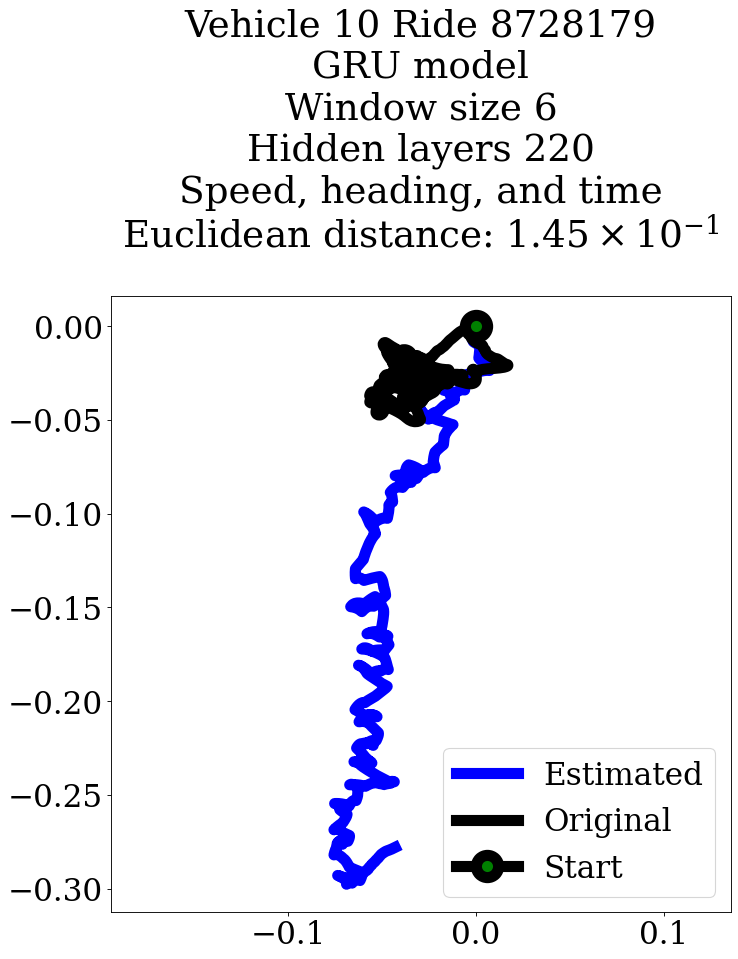 Vehicle 10 Ride 8728179
GRU model
Window size 6
Hidden layers 220
Speed, heading, and time
Euclidean distance: 1.45 × 10⁻¹
0.00
−0.05
−0.10
−0.15
−0.20
−0.25
−0.30
Estimated
Original
Start
−0.1 0.0 0.1